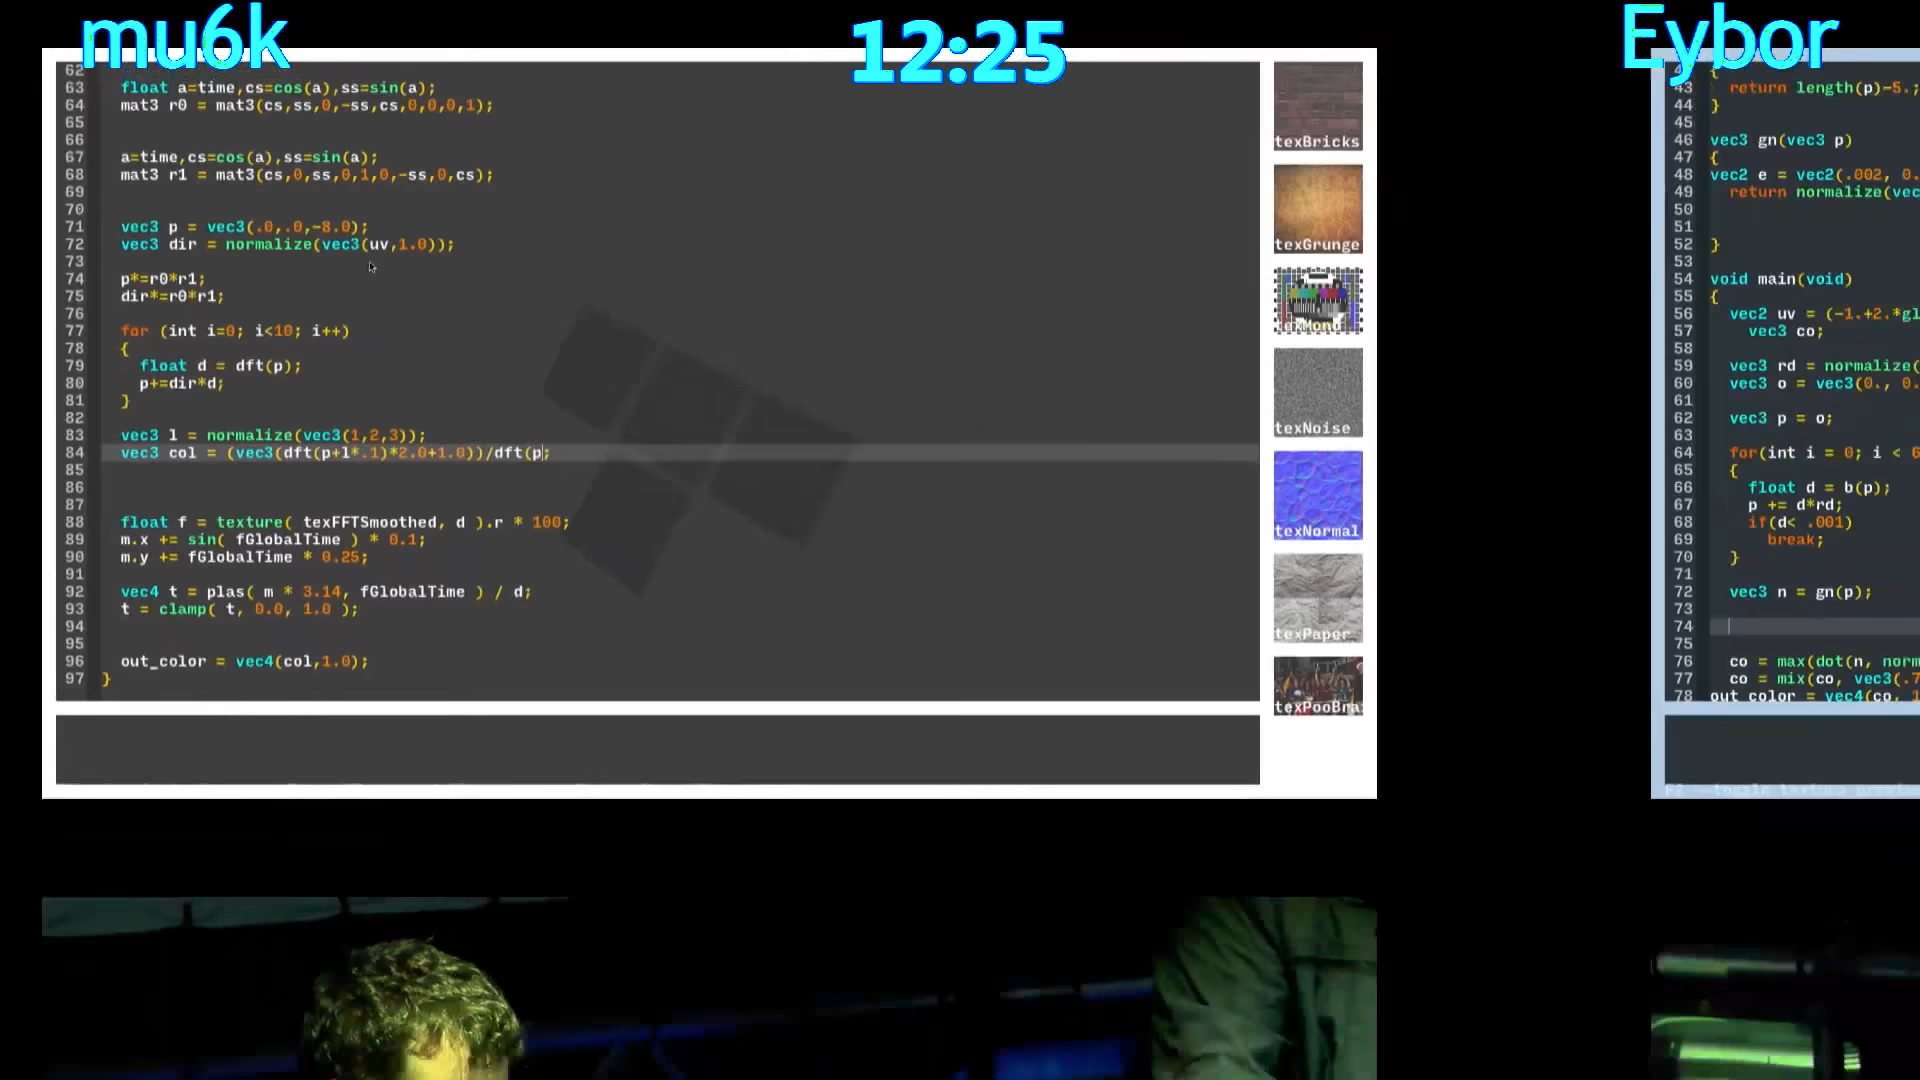 mu6k
12:25
Eybor
62
63 float a=time,cs=cos(a),ss=sin(a);
64 mat3 r0 = mat3(cs,ss,0,-ss,cs,0,0,0,1);
65
66
67 a=time,cs=cos(a),ss=sin(a);
68 mat3 r1 = mat3(cs,0,ss,0,1,0,-ss,0,cs);
69
70
71 vec3 p = vec3(.0,.0,-8.0);
72 vec3 dir = normalize(vec3(uv,1.0));
73
74 p*=r0*r1;
75 dir*=r0*r1;
76
77 for (int i=0; i<10; i++)
78 {
79 float d = dft(p);
80 p+=dir*d;
81 }
82
83 vec3 l = normalize(vec3(1,2,3));
84 vec3 col = (vec3(dft(p+l*.1)*2.0+1.0))/dft(p;
85
86
87
88 float f = texture( texFFTSmoothed, d ).r * 100;
89 m.x += sin( fGlobalTime ) * 0.1;
90 m.y += fGlobalTime * 0.25;
91
92 vec4 t = plas( m * 3.14, fGlobalTime ) / d;
93 t = clamp( t, 0.0, 1.0 );
94
95
96 out_color = vec4(col,1.0);
97 }
texBricks
texGrunge
texMono
texNoise
texNormal
texPaper
texPooBra
{
43 return length(p)-5.;
44 }
45
46 vec3 gn(vec3 p)
47 {
48 vec2 e = vec2(.002, 0.
49 return normalize(vec
50
51
52 }
53
54 void main(void)
55 {
56 vec2 uv = (-1.+2.*gl
57 vec3 co;
58
59 vec3 rd = normalize(
60 vec3 o = vec3(0., 0.
61
62 vec3 p = o;
63
64 for(int i = 0; i < 6
65 {
66 float d = b(p);
67 p += d*rd;
68 if(d< .001)
69 break;
70 }
71
72 vec3 n = gn(p);
73
74
75
76 co = max(dot(n, norm
77 co = mix(co, vec3(.7
78 out_color = vec4(co, 1